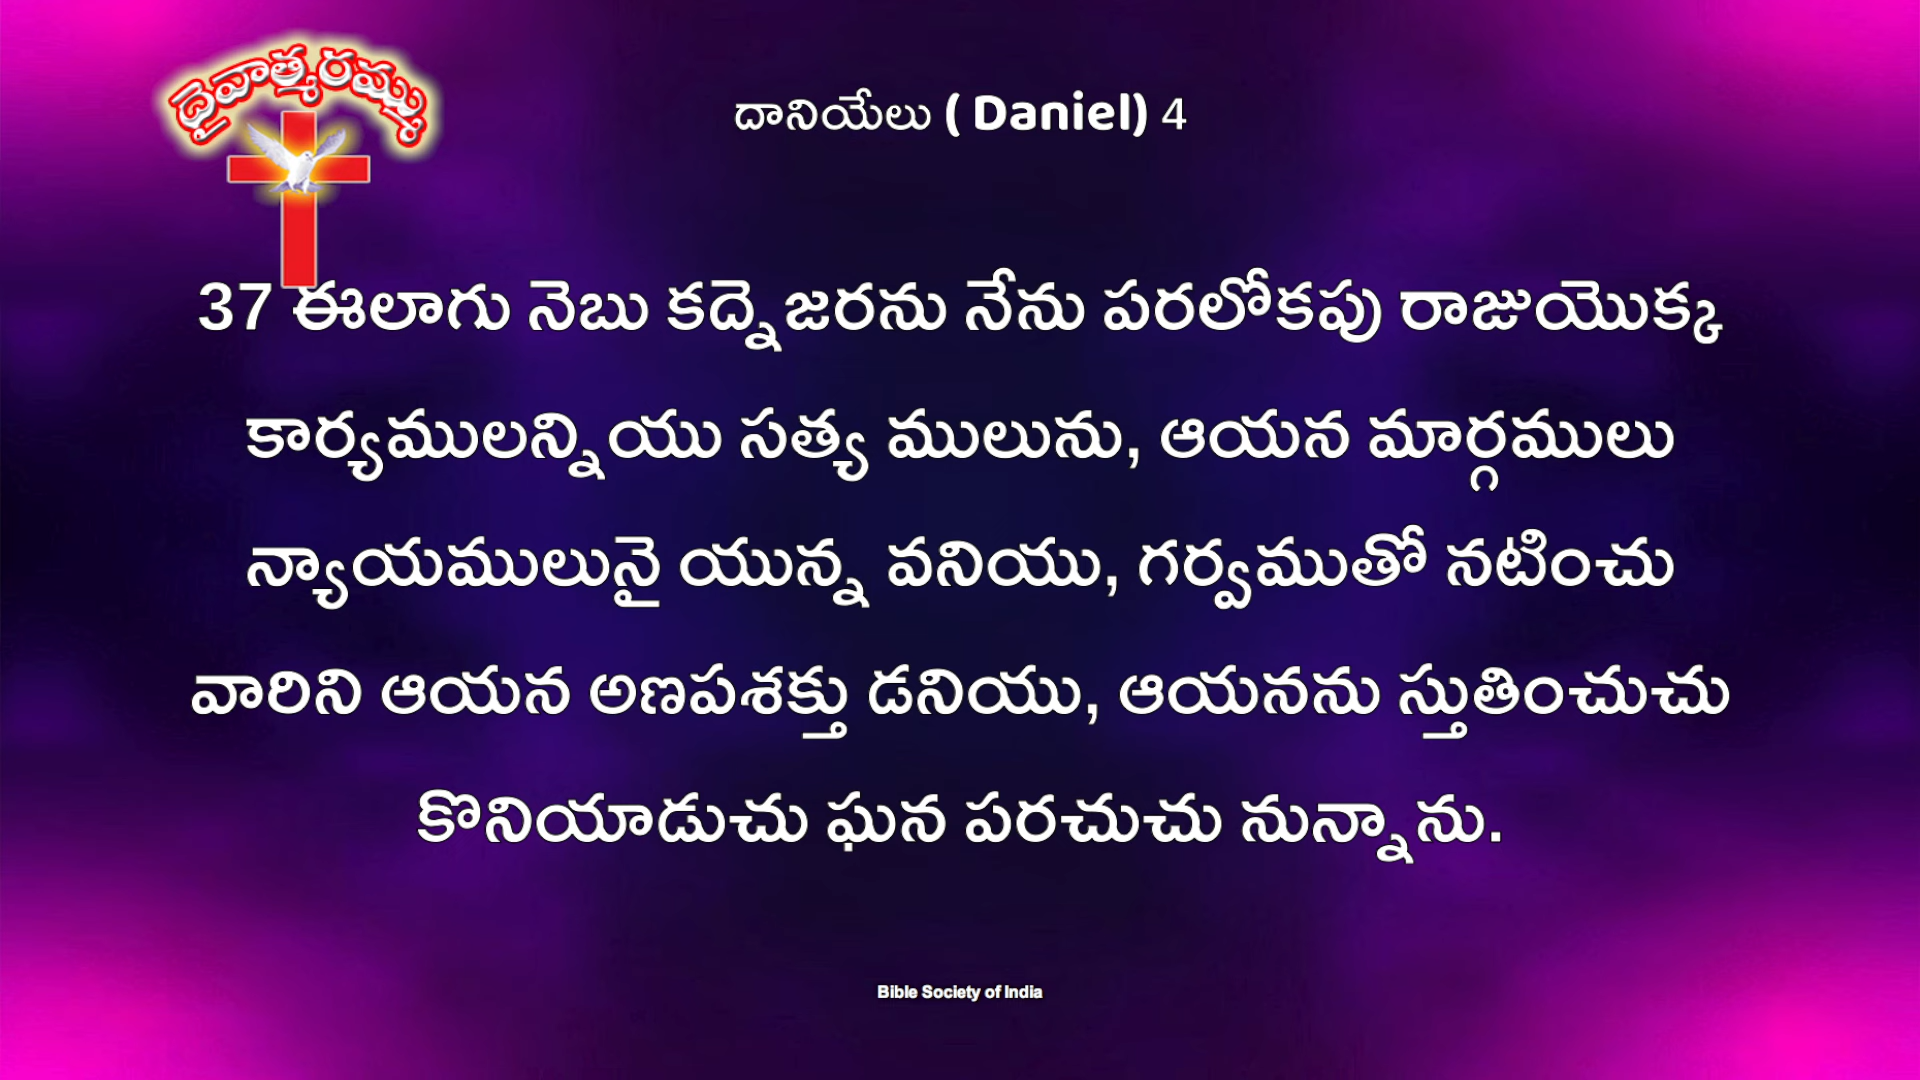 దైవాత్మరమ్ము
దానియేలు ( Daniel) 4
37 ఈలాగు నెబు కద్నెజరను నేను పరలోకపు రాజుయొక్క
కార్యములన్నియు సత్య ములును, ఆయన మార్గములు
న్యాయములునై యున్న వనియు, గర్వముతో నటించు
వారిని ఆయన అణపశక్తు డనియు, ఆయనను స్తుతించుచు
కొనియాడుచు ఘన పరచుచు నున్నాను.
Bible Society of India